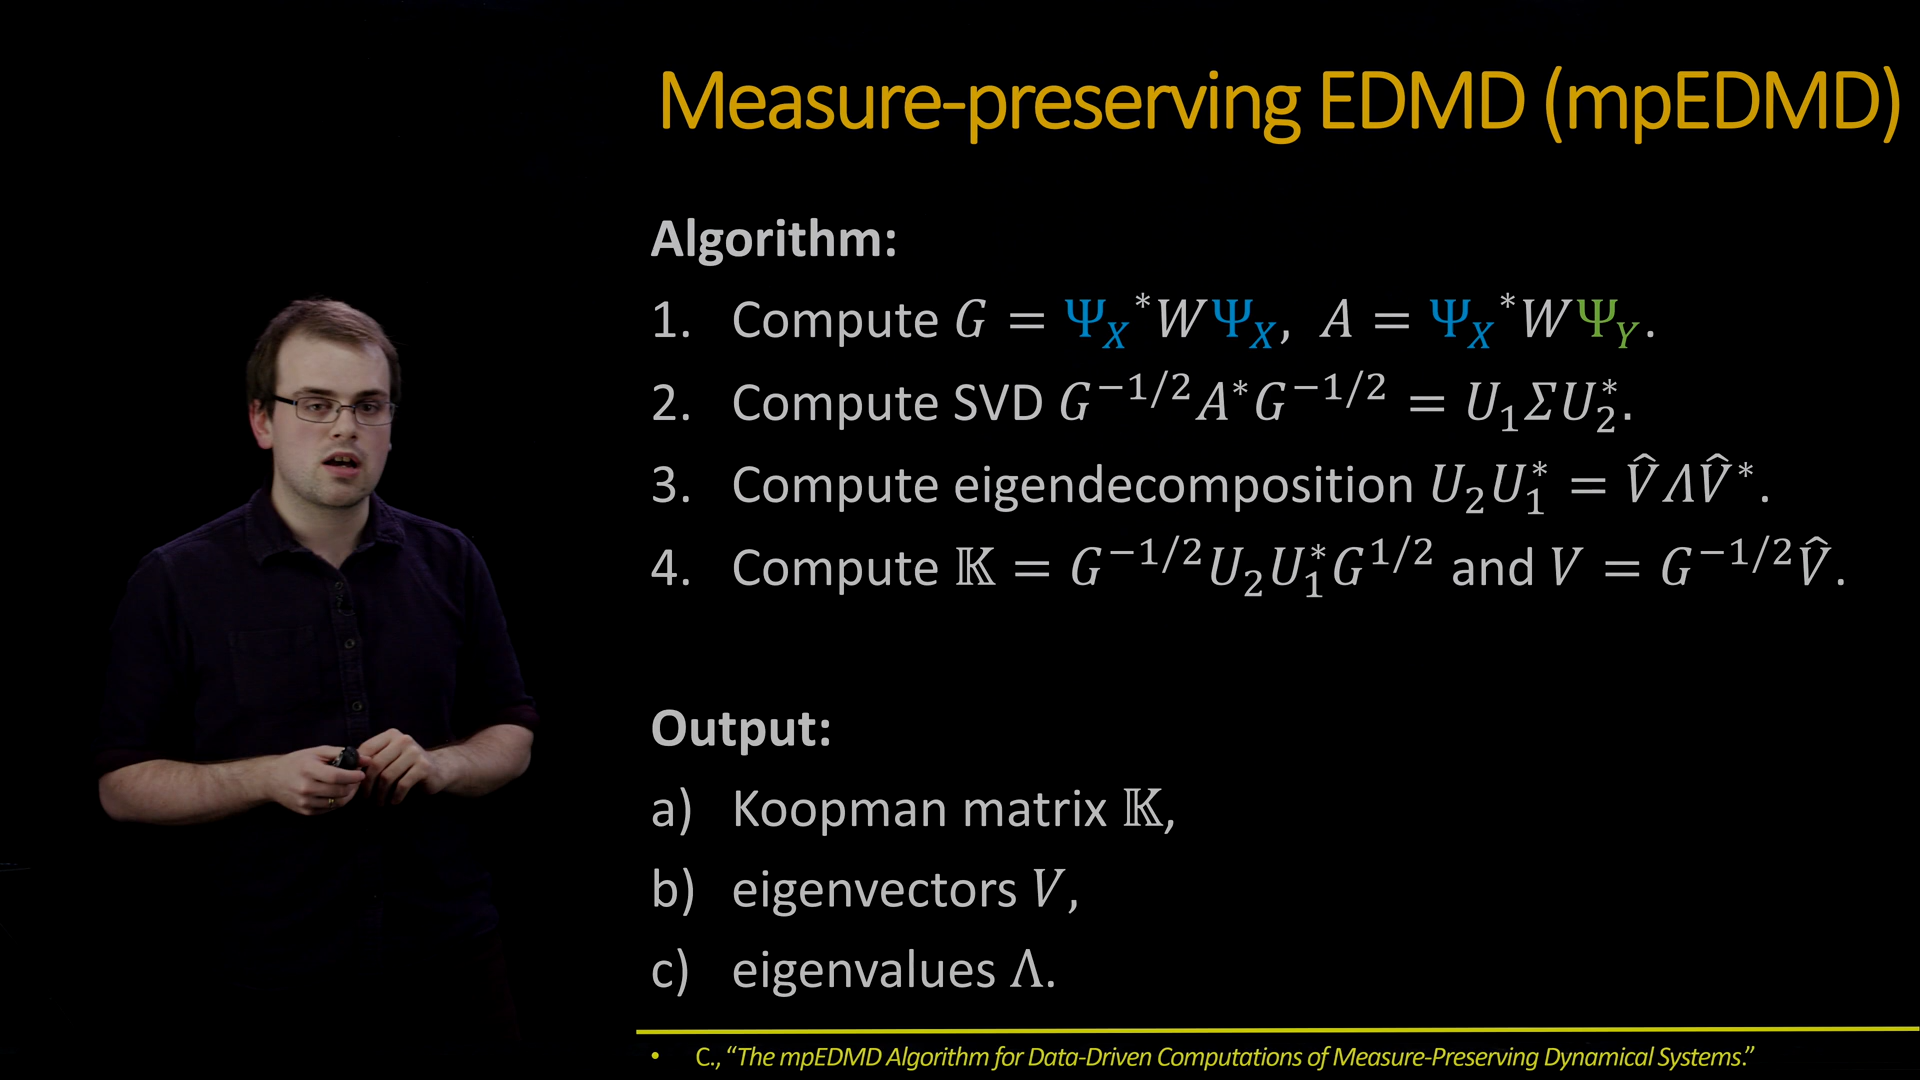 Measure-preserving EDMD (mpEDMD)
Algorithm:
1. Compute G = Ψ_X^* W Ψ_X, A = Ψ_X^* W Ψ_Y.
2. Compute SVD G^{−1/2} A^* G^{−1/2} = U_1 Σ U_2^*.
3. Compute eigendecomposition U_2 U_1^* = V̂ Λ V̂^*.
4. Compute 𝕂 = G^{−1/2} U_2 U_1^* G^{1/2} and V = G^{−1/2} V̂.
Output:
a) Koopman matrix 𝕂,
b) eigenvectors V,
c) eigenvalues Λ.
• C., “The mpEDMD Algorithm for Data-Driven Computations of Measure-Preserving Dynamical Systems.”